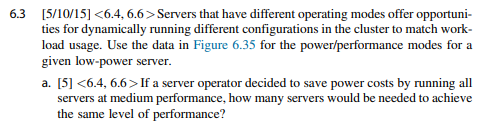 6.3 [5/10/15] <6.4, 6.6> Servers that have different operating modes offer opportuni-
ties for dynamically running different configurations in the cluster to match work-
load usage. Use the data in Figure 6.35 for the power/performance modes for a
given low-power server.
a. [5] <6.4, 6.6> If a server operator decided to save power costs by running all
servers at medium performance, how many servers would be needed to achieve
the same level of performance?